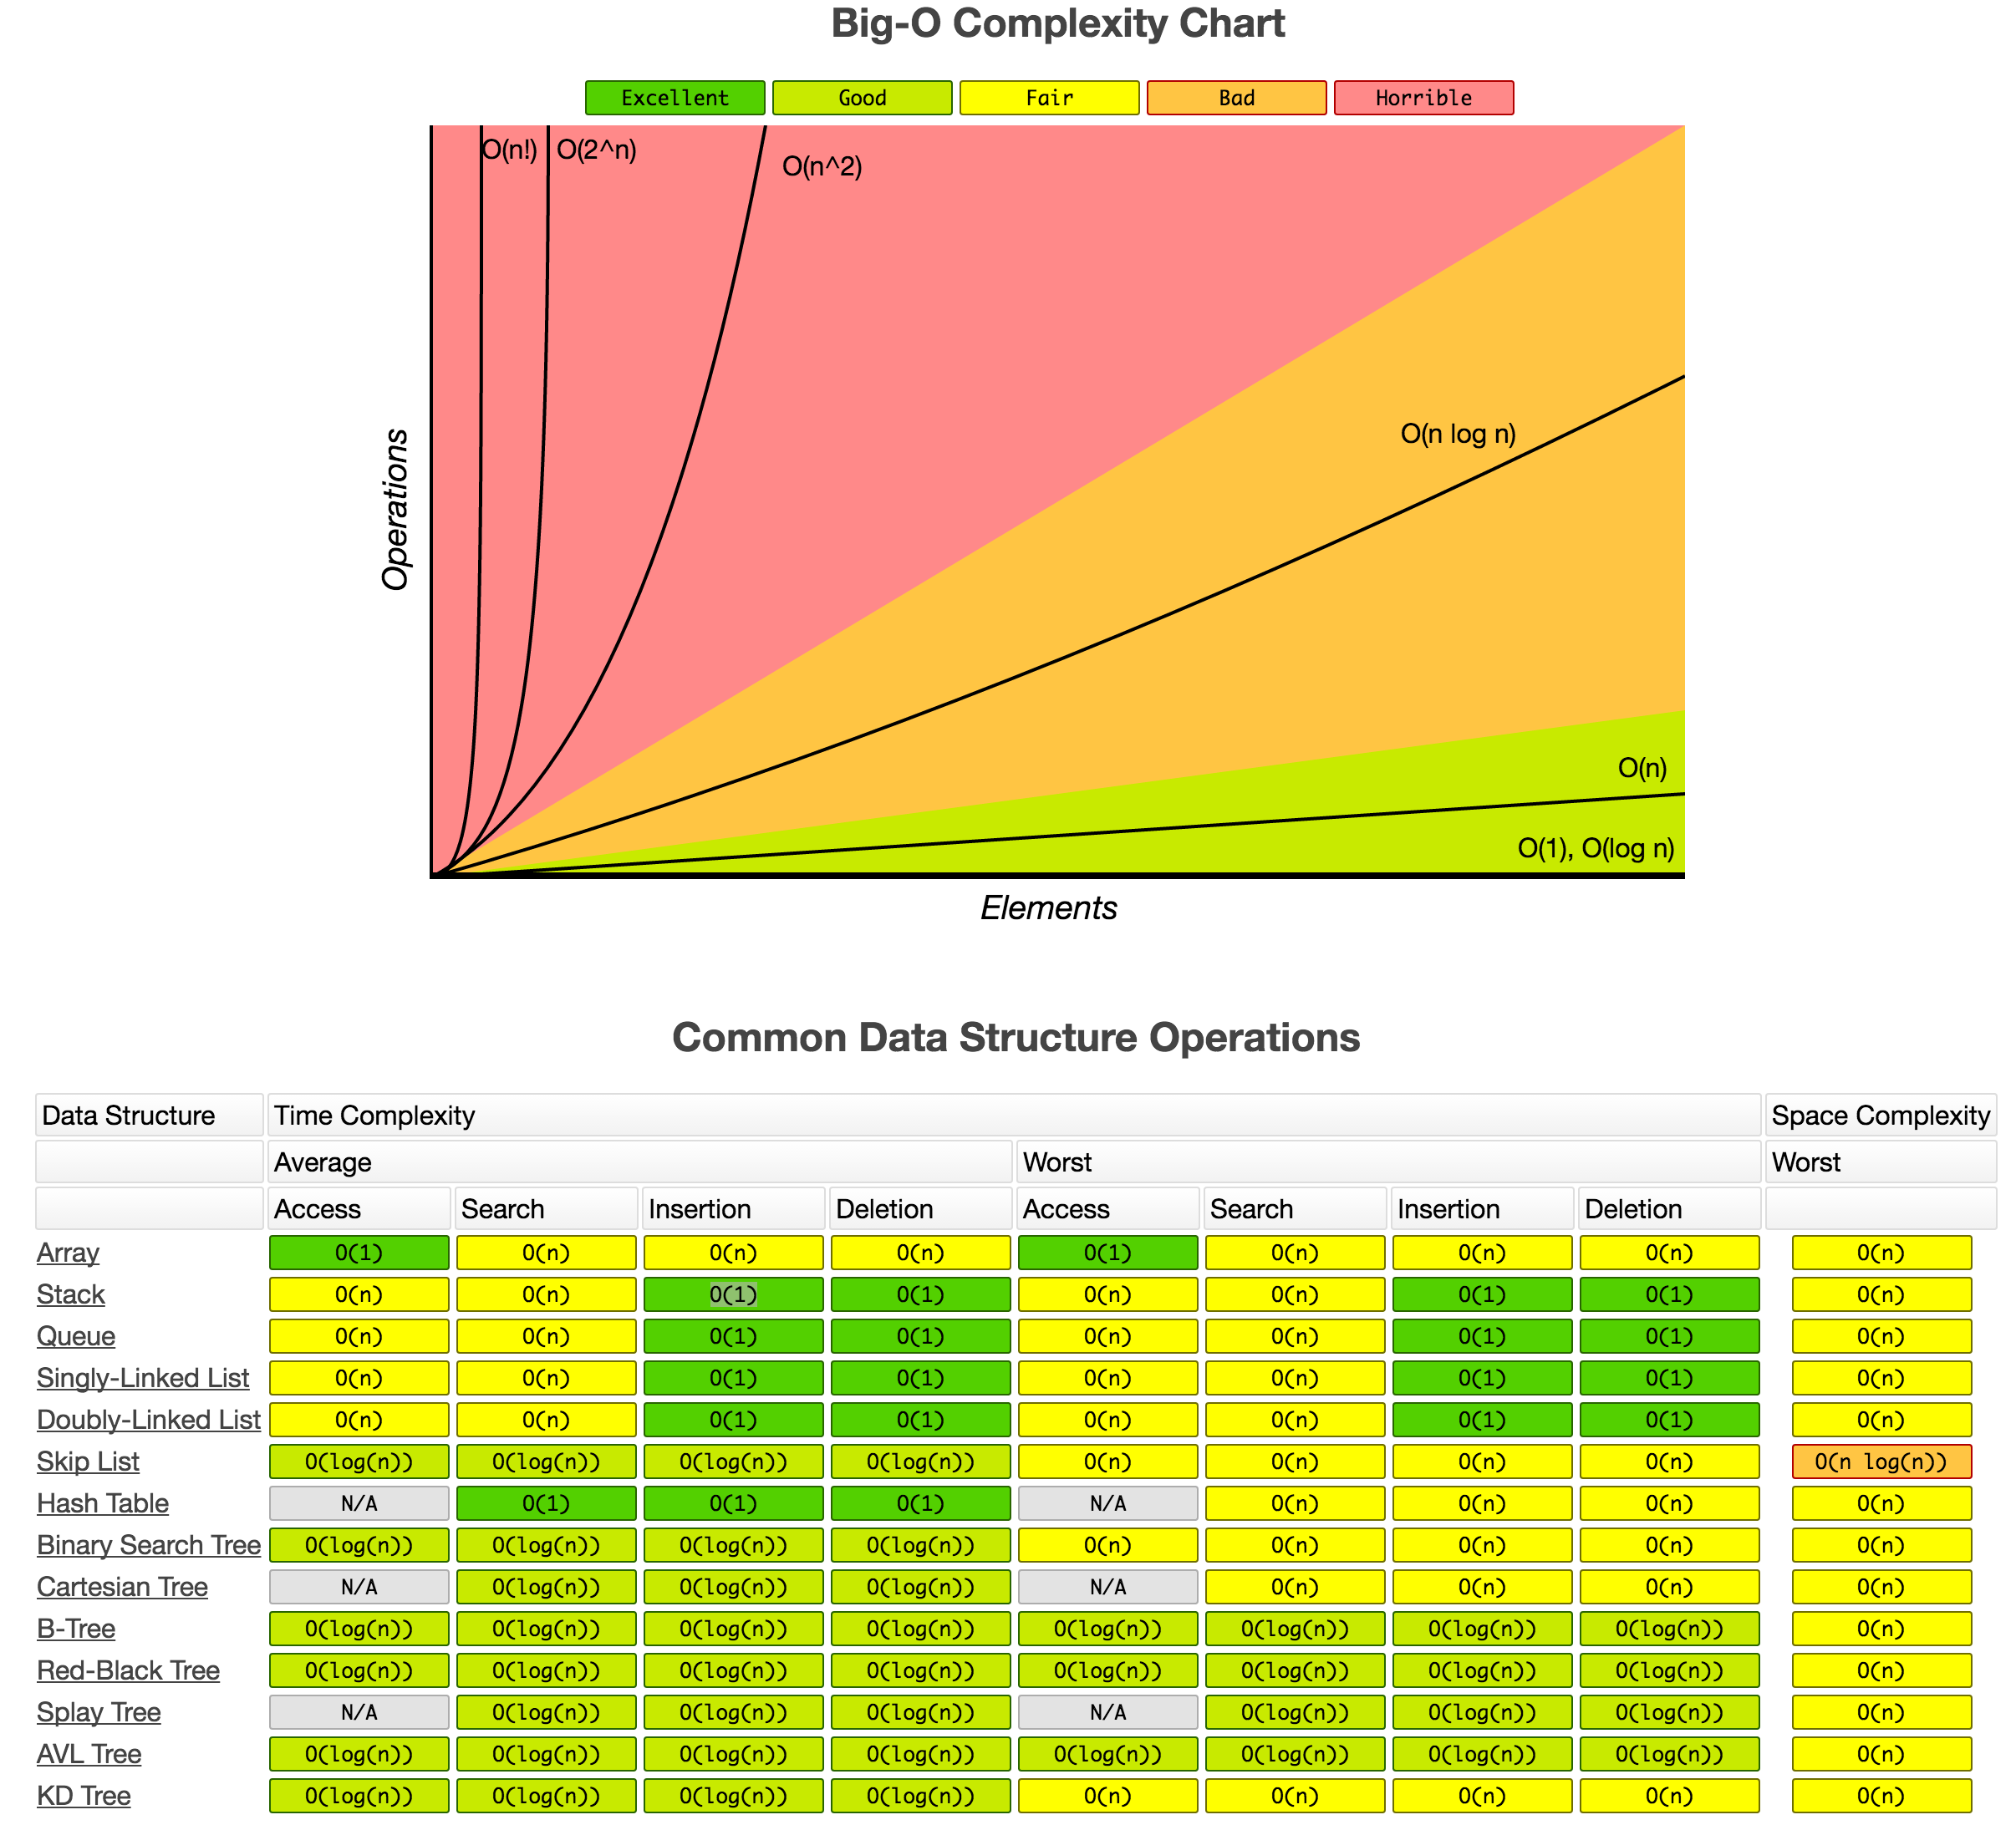 Big-O Complexity Chart
Excellent Good Fair Bad Horrible
O(n!) O(2^n)
O(n^2)
O(n log n)
Operations
O(n)
O(1), O(log n)
Elements
Common Data Structure Operations
Data Structure Time Complexity Space Complexity
Average Worst Worst
Access Search Insertion Deletion Access Search Insertion Deletion
Array O(1) O(n) O(n) O(n) O(1) O(n) O(n) O(n) O(n)
Stack O(n) O(n) O(1) O(1) O(n) O(n) O(1) O(1) O(n)
Queue O(n) O(n) O(1) O(1) O(n) O(n) O(1) O(1) O(n)
Singly-Linked List O(n) O(n) O(1) O(1) O(n) O(n) O(1) O(1) O(n)
Doubly-Linked List O(n) O(n) O(1) O(1) O(n) O(n) O(1) O(1) O(n)
Skip List O(log(n)) O(log(n)) O(log(n)) O(log(n)) O(n) O(n) O(n) O(n) O(n log(n))
Hash Table N/A O(1) O(1) O(1) N/A O(n) O(n) O(n) O(n)
Binary Search Tree O(log(n)) O(log(n)) O(log(n)) O(log(n)) O(n) O(n) O(n) O(n) O(n)
Cartesian Tree N/A O(log(n)) O(log(n)) O(log(n)) N/A O(n) O(n) O(n) O(n)
B-Tree O(log(n)) O(log(n)) O(log(n)) O(log(n)) O(log(n)) O(log(n)) O(log(n)) O(log(n)) O(n)
Red-Black Tree O(log(n)) O(log(n)) O(log(n)) O(log(n)) O(log(n)) O(log(n)) O(log(n)) O(log(n)) O(n)
Splay Tree N/A O(log(n)) O(log(n)) O(log(n)) N/A O(log(n)) O(log(n)) O(log(n)) O(n)
AVL Tree O(log(n)) O(log(n)) O(log(n)) O(log(n)) O(log(n)) O(log(n)) O(log(n)) O(log(n)) O(n)
KD Tree O(log(n)) O(log(n)) O(log(n)) O(log(n)) O(n) O(n) O(n) O(n) O(n)